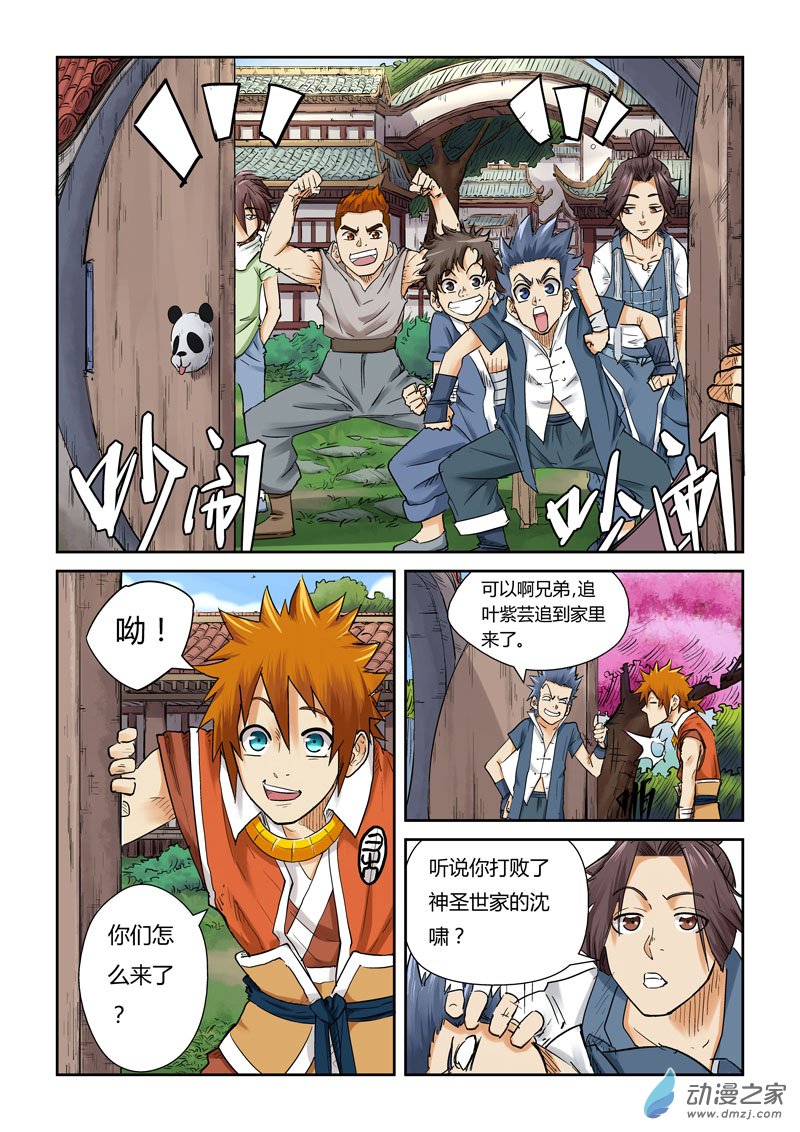 吵闹
吵闹
呦！
你们怎
么来了
？
可以啊兄弟,追
叶紫芸追到家里
来了。
听说你打败了
神圣世家的沈
啸？
动漫之家
www.dmzj.com